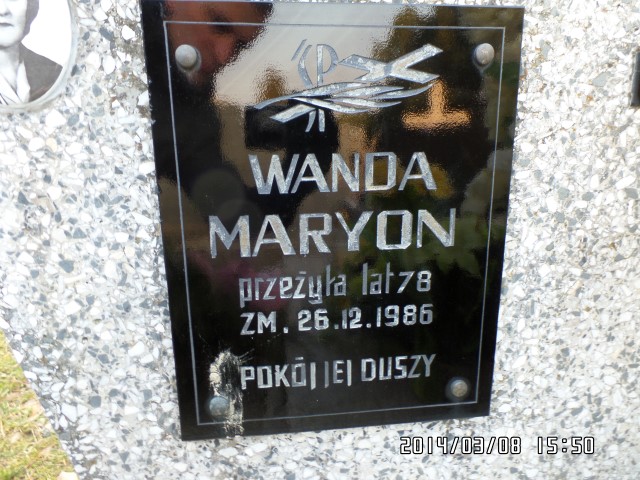 WANDA
MARYON
przeżyła lat 78
ZM. 26.12.1986
POKÓJ JEJ DUSZY
2014/03/08 15:50